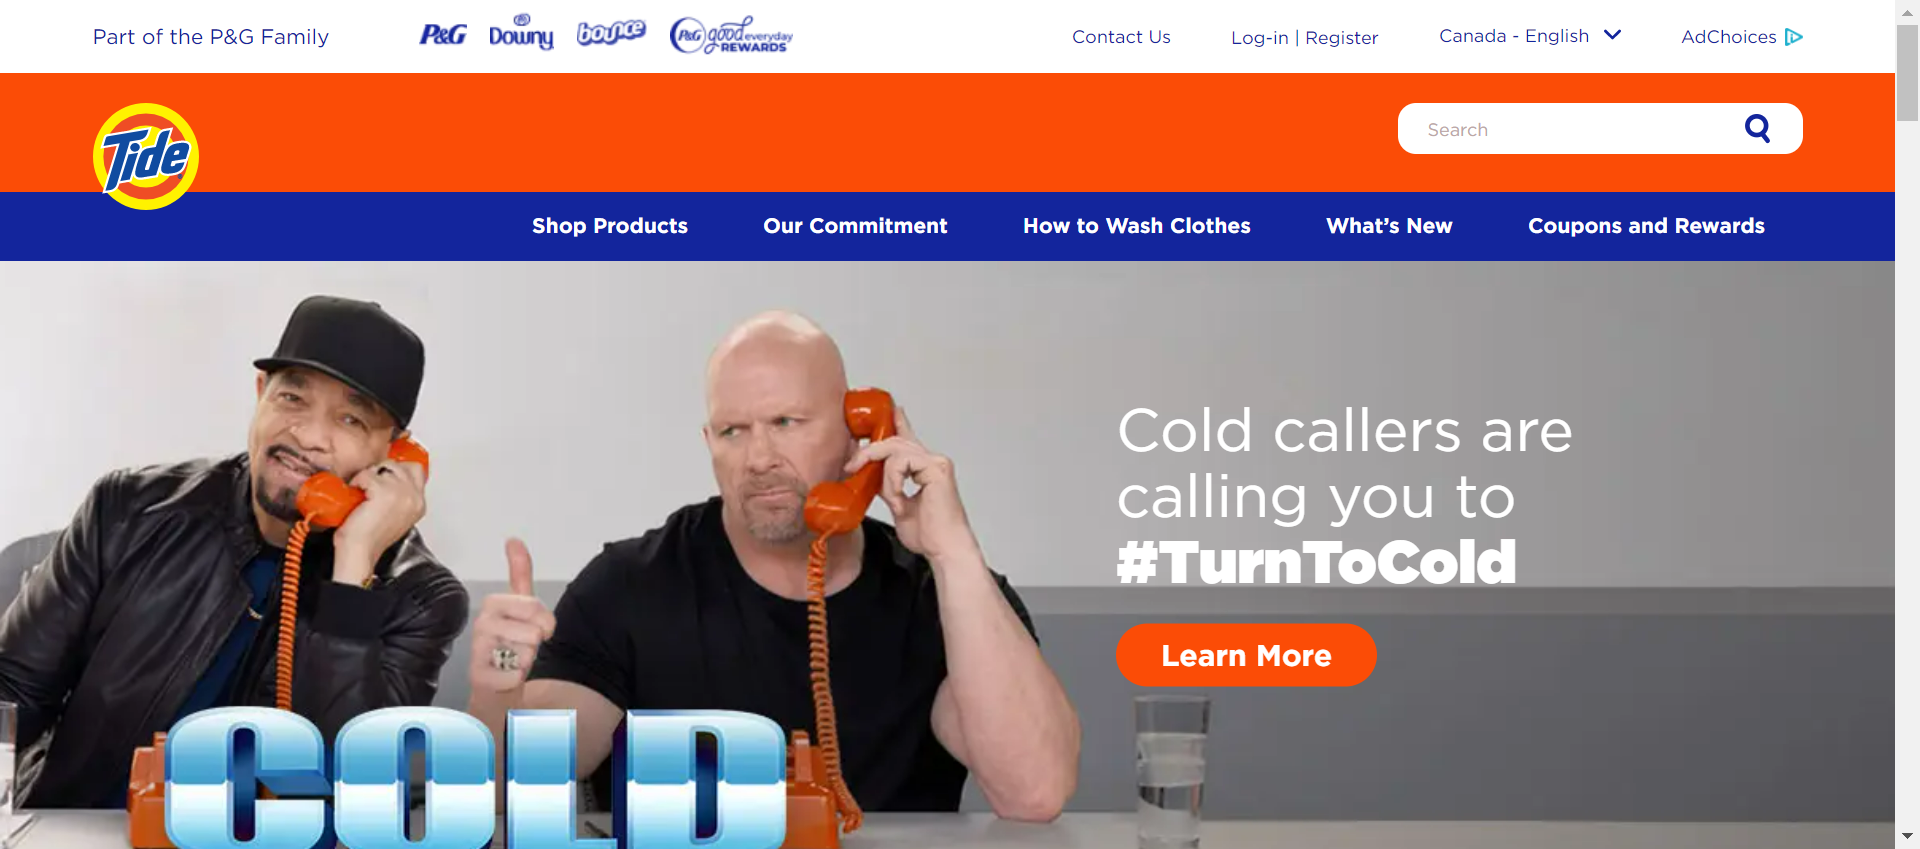 Part of the P&G Family
P&G
Downy
bounce
P&G good everyday REWARDS
Contact Us
Log-in | Register
Canada - English
AdChoices
Tide
Search
Shop Products
Our Commitment
How to Wash Clothes
What’s New
Coupons and Rewards
Cold callers are
calling you to
#TurnToCold
Learn More
COLD